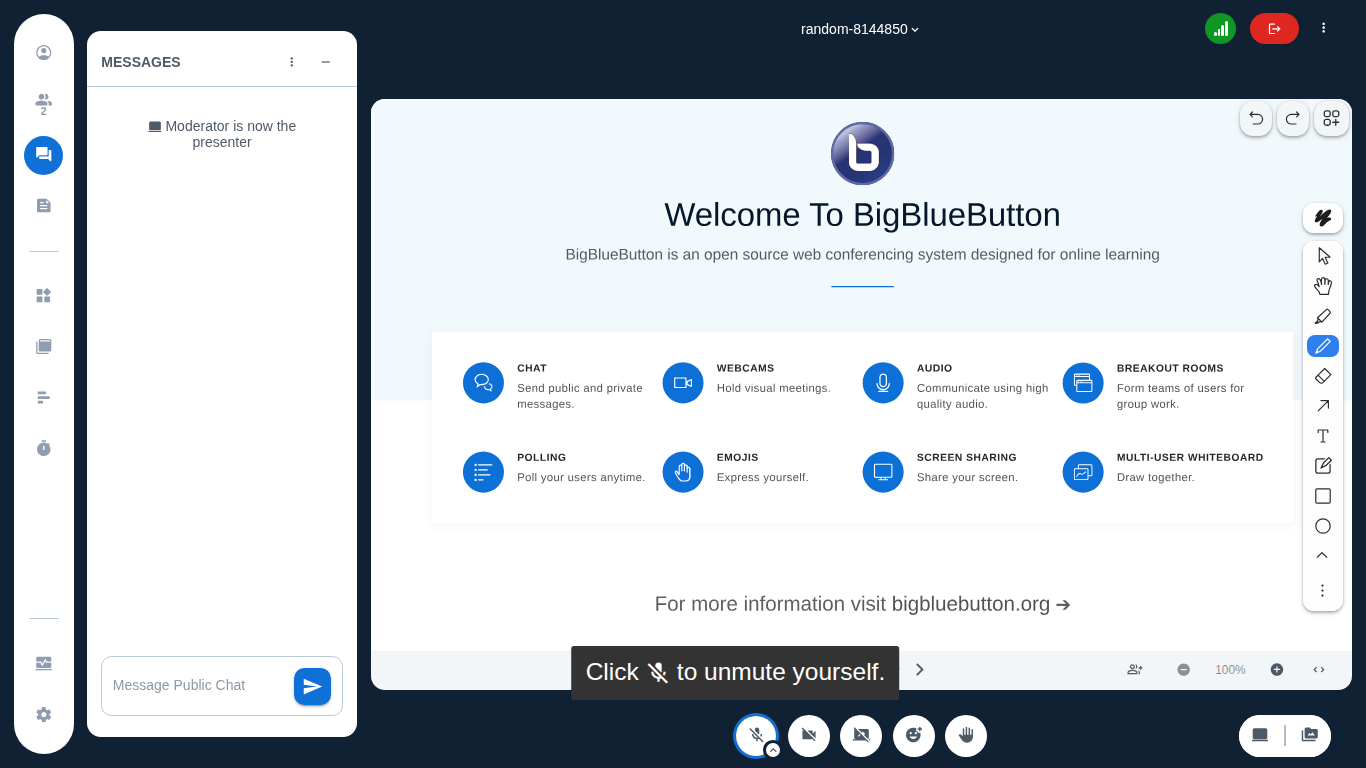 random-8144850
2
MESSAGES
Moderator is now the
presenter
Message Public Chat
Welcome To BigBlueButton
BigBlueButton is an open source web conferencing system designed for online learning
CHAT
Send public and private
messages.
WEBCAMS
Hold visual meetings.
AUDIO
Communicate using high
quality audio.
BREAKOUT ROOMS
Form teams of users for
group work.
POLLING
Poll your users anytime.
EMOJIS
Express yourself.
SCREEN SHARING
Share your screen.
MULTI-USER WHITEBOARD
Draw together.
For more information visit bigbluebutton.org ➔
Click to unmute yourself.
100%